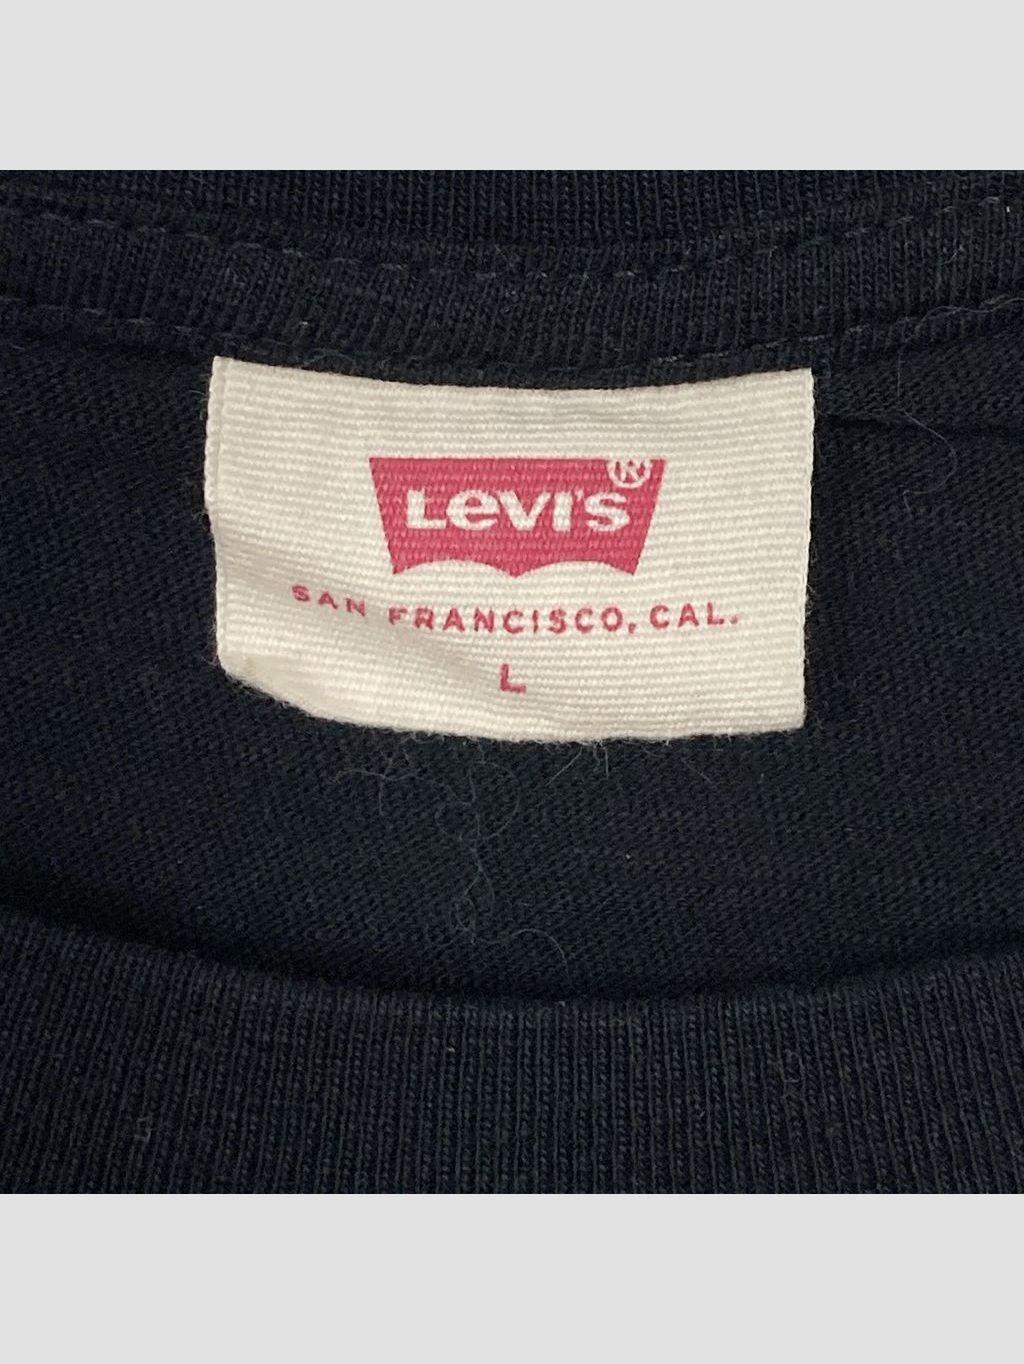 Levi's ®
SAN FRANCISCO, CAL.
L